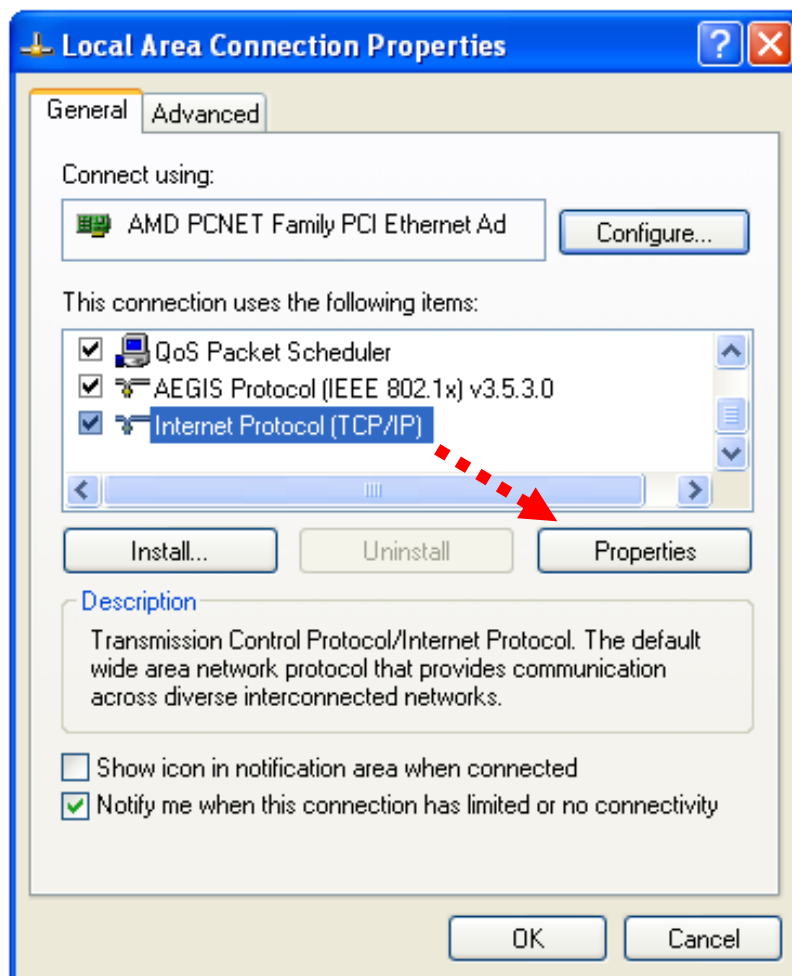 Local Area Connection Properties
General
Advanced
Connect using:
AMD PCNET Family PCI Ethernet Ad
Configure...
This connection uses the following items:
QoS Packet Scheduler
AEGIS Protocol (IEEE 802.1x) v3.5.3.0
Internet Protocol (TCP/IP)
Install...
Uninstall
Properties
Description
Transmission Control Protocol/Internet Protocol. The default
wide area network protocol that provides communication
across diverse interconnected networks.
Show icon in notification area when connected
Notify me when this connection has limited or no connectivity
OK
Cancel